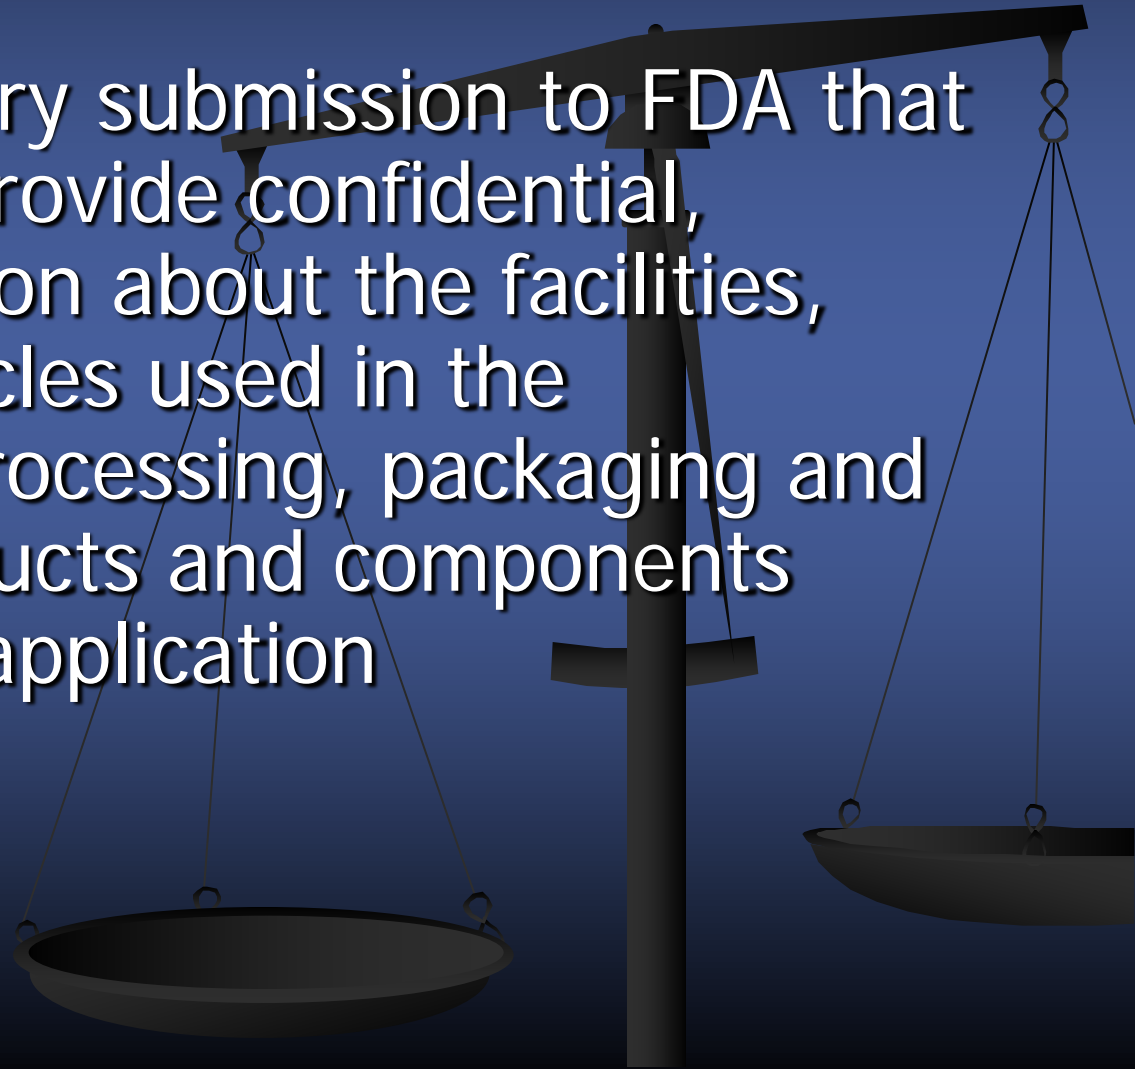 ry submission to FDA that
rovide confidential,
on about the facilities,
cles used in the
rocessing, packaging and
ucts and components
application